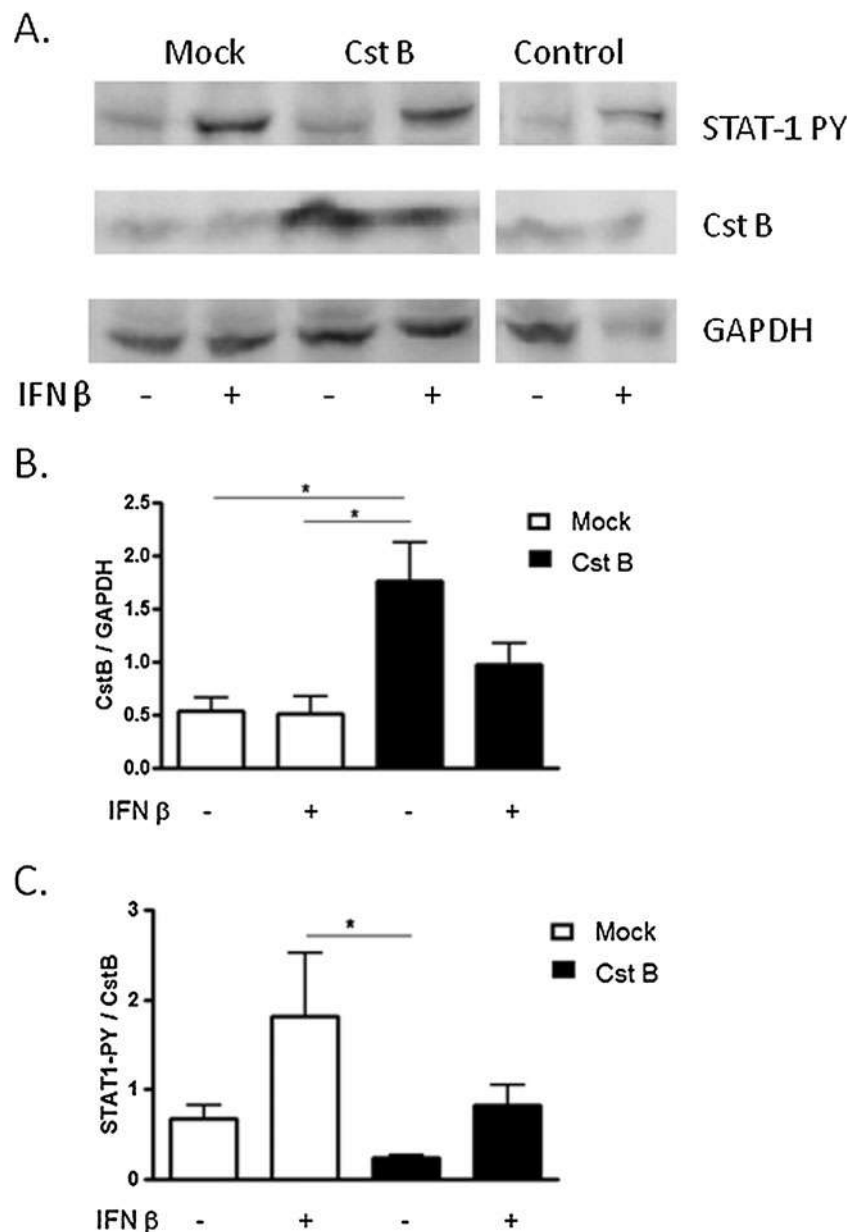 A.
Mock Cst B Control
STAT-1 PY
Cst B
GAPDH
IFN β - + - + - +
B.
CstB / GAPDH
2.5
2.0
1.5
1.0
0.5
0.0
*
*
Mock
Cst B
IFN β - + - +
C.
STAT1-PY / CstB
3
2
1
0
*
Mock
Cst B
IFN β - + - +